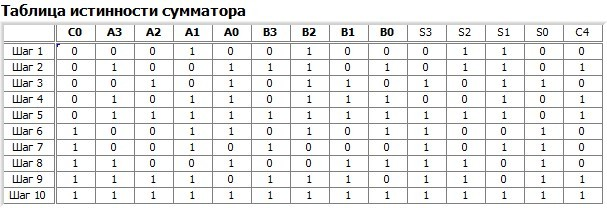 Таблица истинности сумматора
C0 A3 A2 A1 A0 B3 B2 B1 B0 S3 S2 S1 S0 C4
Шаг 1 0 0 0 1 0 0 1 0 0 0 1 1 0 0
Шаг 2 0 1 0 0 1 1 1 0 1 0 1 1 0 1
Шаг 3 0 0 1 0 1 0 1 1 0 1 0 1 1 0
Шаг 4 0 1 0 1 1 0 1 1 1 0 0 1 0 1
Шаг 5 0 1 1 1 1 0 1 1 1 0 1 1 0 1
Шаг 6 1 0 0 1 1 0 1 0 1 1 0 0 1 0
Шаг 7 1 0 0 1 0 1 0 0 0 1 0 1 1 0
Шаг 8 1 1 0 0 1 0 0 1 1 1 1 0 1 0
Шаг 9 1 1 1 1 0 1 1 1 0 1 1 0 1 1
Шаг 10 1 1 1 1 1 1 1 1 1 1 1 1 1 1